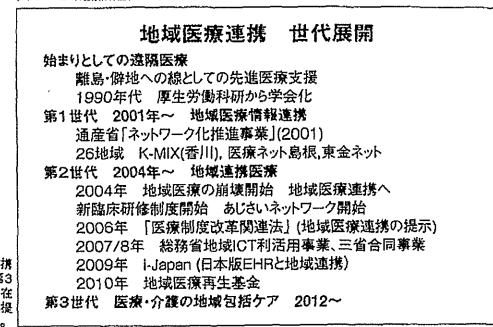 地域医療連携　世代展開
始まりとしての遠隔医療
離島・僻地への線としての先進医療支援
1990年代　厚生労働科研から学会化
第1世代　2001年～　地域医療情報連携
通産省「ネットワーク化推進事業」(2001)
26地域　K-MIX(香川), 医療ネット島根,東金ネット
第2世代　2004年～　地域連携医療
2004年　地域医療の崩壊開始　地域医療連携へ
新臨床研修制度開始　あじさいネットワーク開始
2006年　『医療制度改革関連法』(地域医療連携の提示)
2007/8年　総務省地域ICT利活用事業、三省合同事業
2009年　i-Japan (日本版EHRと地域連携)
2010年　地域医療再生基金
第3世代　医療・介護の地域包括ケア　2012～
携
第3
在
提
。